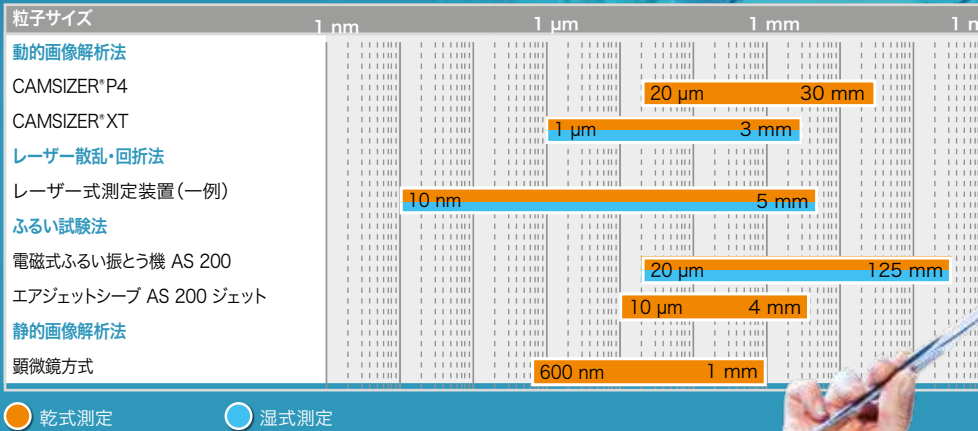 粒子サイズ 1 nm 1 µm 1 mm 1 m
動的画像解析法
CAMSIZER®P4 20 µm 30 mm
CAMSIZER®XT 1 µm 3 mm
レーザー散乱・回折法
レーザー式測定装置（一例） 10 nm 5 mm
ふるい試験法
電磁式ふるい振とう機 AS 200 20 µm 125 mm
エアジェットシーブ AS 200 ジェット 10 µm 4 mm
静的画像解析法
顕微鏡方式 600 nm 1 mm
乾式測定 湿式測定